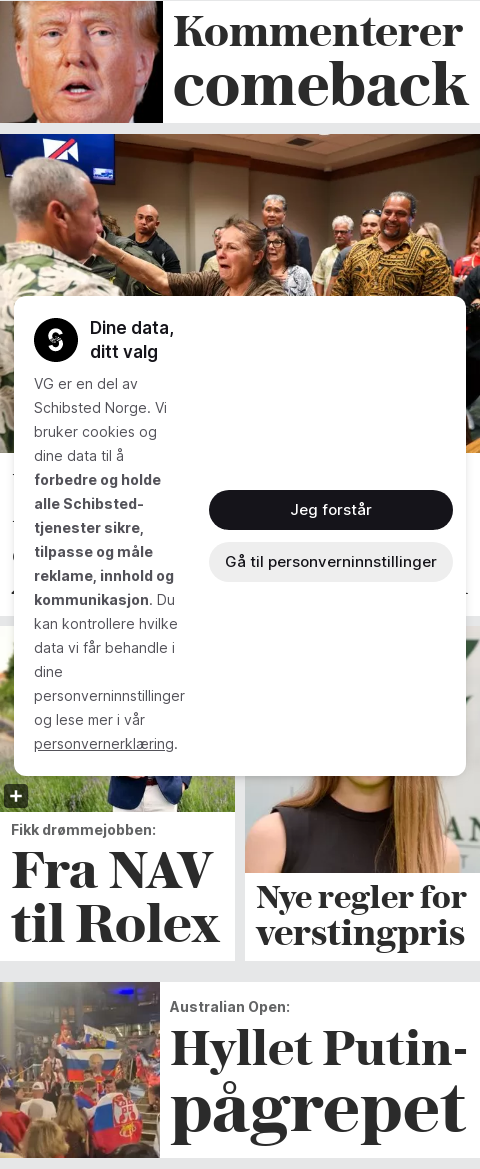 Kommenterer
comeback
Dine data,
ditt valg
VG er en del av
Schibsted Norge. Vi
bruker cookies og
dine data til å
forbedre og holde
alle Schibsted-
tjenester sikre,
tilpasse og måle
reklame, innhold og
kommunikasjon. Du
kan kontrollere hvilke
data vi får behandle i
dine
personverninnstillinger
og lese mer i vår
personvernerklæring.
Jeg forstår
Gå til personverninnstillinger
Fikk drømmejobben:
Fra NAV
til Rolex
Nye regler for
verstingpris
Australian Open:
Hyllet Putin-
pågrepet